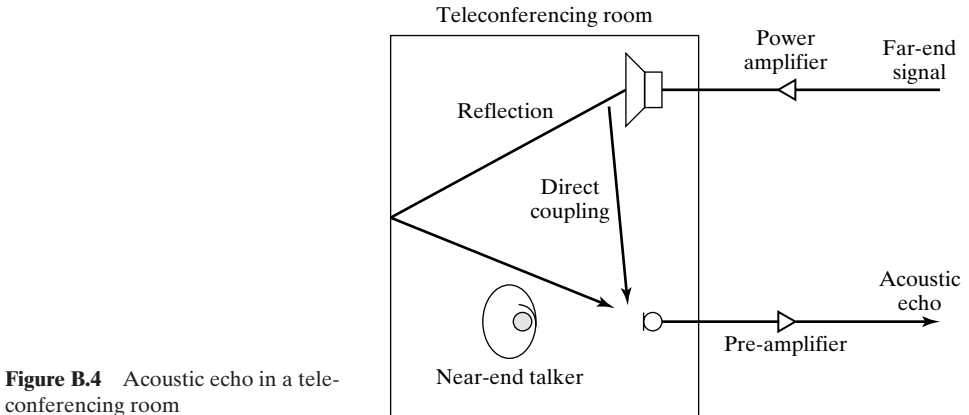 Teleconferencing room
Power
amplifier
Far-end
signal
Reflection
Direct
coupling
Acoustic
echo
Pre-amplifier
Near-end talker
Figure B.4 Acoustic echo in a tele-
conferencing room